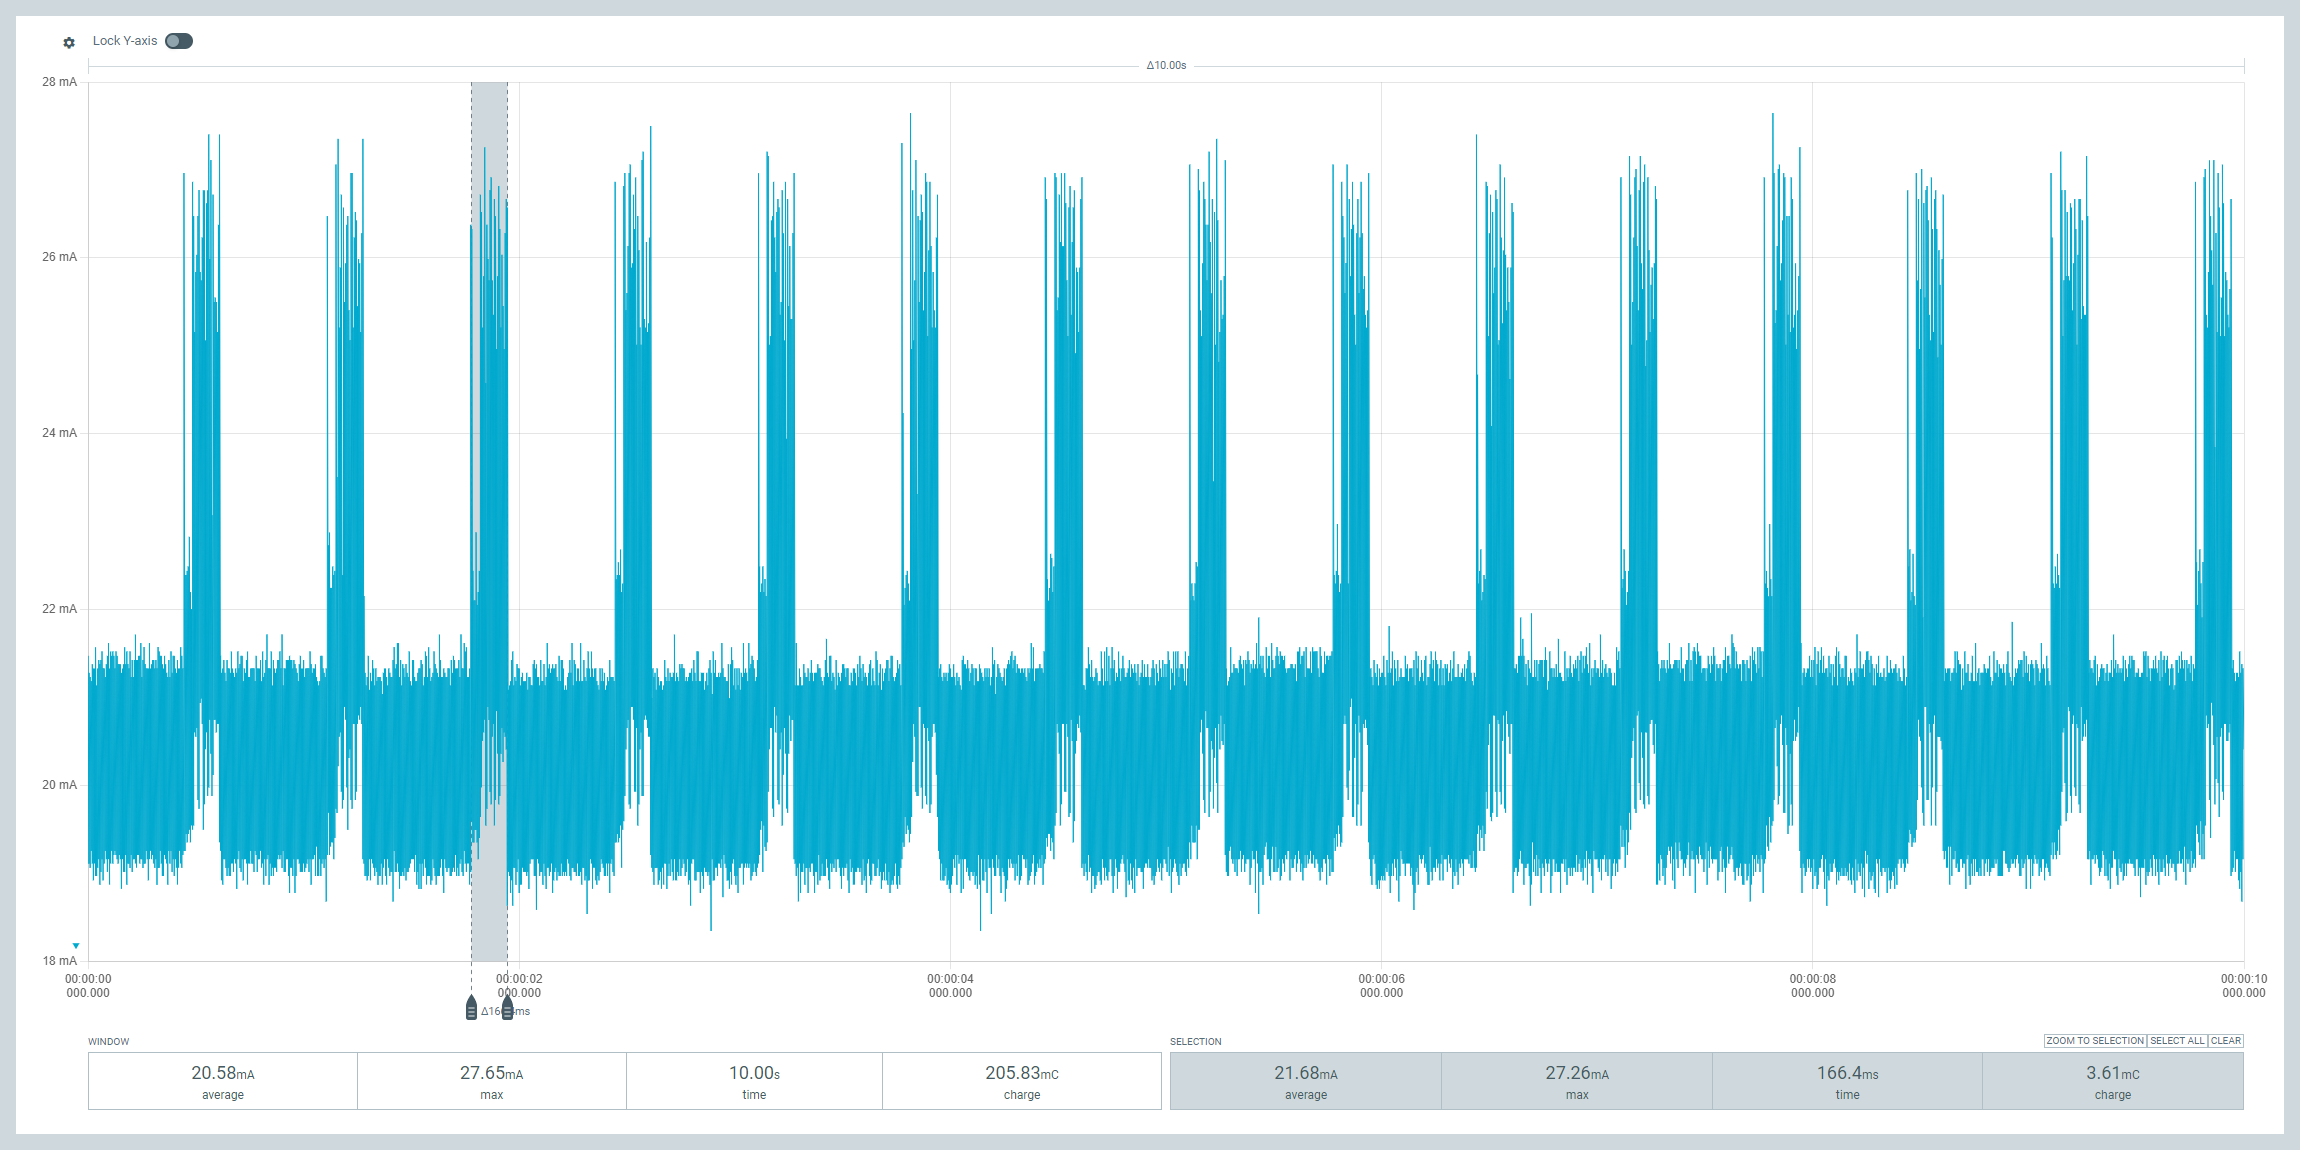 Lock Y-axis
Δ10.00s
28 mA
26 mA
24 mA
22 mA
20 mA
18 mA
00:00:00 00:00:02 00:00:04 00:00:06 00:00:08 00:00:10
000.000 000.000 000.000 000.000 000.000 000.000
WINDOW
20.58mA 27.65mA 10.00s 205.83mC
average max time charge
SELECTION
ZOOM TO SELECTION SELECT ALL CLEAR
21.68mA 27.26mA 166.4ms 3.61mC
average max time charge